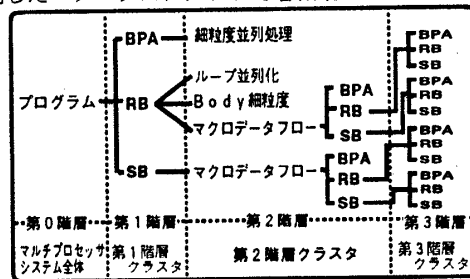 BPA
細粒度並列処理
ループ並列化
プログラム
RB
Body細粒度
マクロデータフロー
SB
マクロデータフロー
BPA
RB
SB
BPA
RB
SB
BPA
RB
SB
BPA
RB
SB
BPA
RB
SB
BPA
RB
SB
第0階層
第1階層
第2階層
第3階層
マルチプロセッサ
システム全体
第1階層
クラスタ
第2階層クラスタ
第3階層
クラスタ